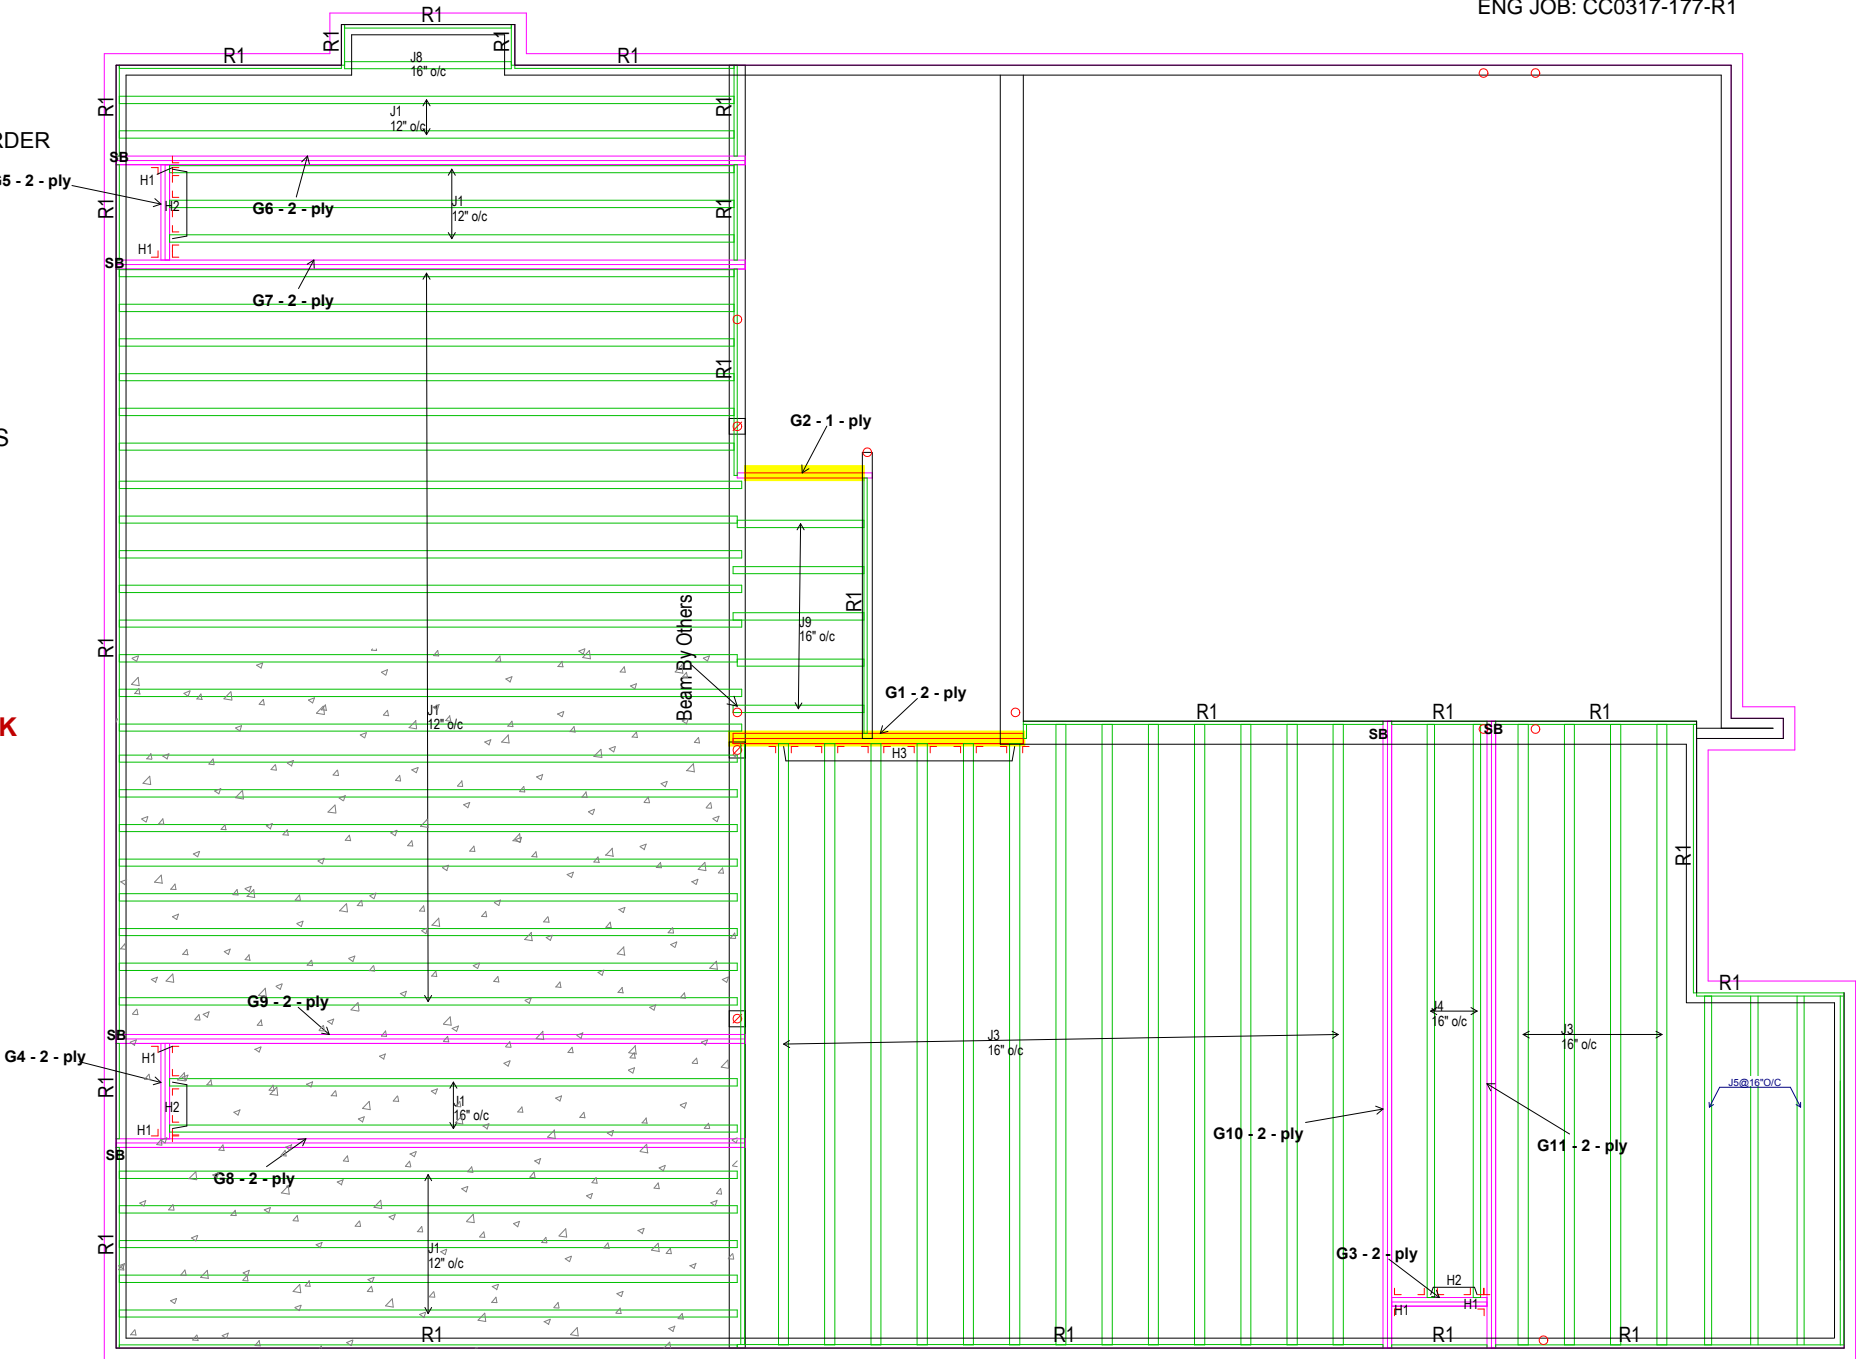 ENG JOB: CC0317-177-R1
R1
R1
R1
R1
R1
J8
16" o/c
R1
R1
J1
12" o/c
RDER
SB
G5 - 2 - ply
H1
H2
R1
R1
J1
12" o/c
G6 - 2 - ply
H1
SB
G7 - 2 - ply
R1
G2 - 1 - ply
S
R1
J9
16" o/c
Beam By Others
R1
G1 - 2 - ply
K
J1
12" o/c
R1
R1
R1
SB
SB
H3
R1
R1
G9 - 2 - ply
J4
16" o/c
J3
16" o/c
J3
16" o/c
SB
G4 - 2 - ply
H1
R1
H2
H1
J1
16" o/c
J5@16"O/C
G10 - 2 - ply
G11 - 2 - ply
SB
G8 - 2 - ply
R1
J1
12" o/c
G3 - 2 - ply
H2
H1
H1
R1
R1
R1
R1